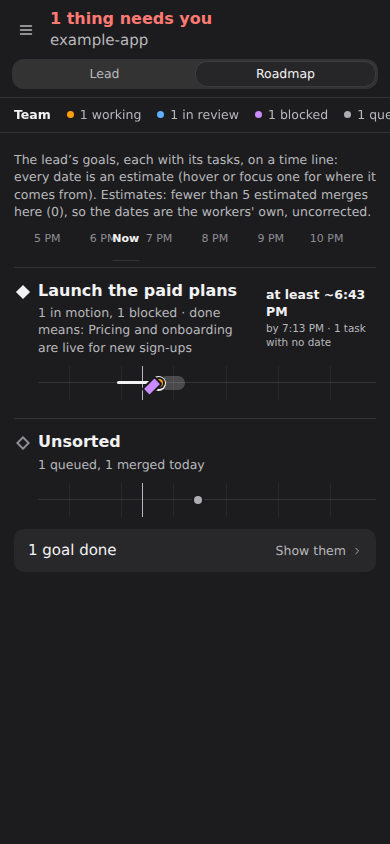 1 thing needs you
example-app
Lead
Roadmap
Team 1 working 1 in review 1 blocked 1 que
The lead’s goals, each with its tasks, on a time line:
every date is an estimate (hover or focus one for where it
comes from). Estimates: fewer than 5 estimated merges
here (0), so the dates are the workers' own, uncorrected.
5 PM 6 PM Now 7 PM 8 PM 9 PM 10 PM
Launch the paid plans
1 in motion, 1 blocked · done
means: Pricing and onboarding
are live for new sign-ups
at least ~6:43
PM
by 7:13 PM · 1 task
with no date
Unsorted
1 queued, 1 merged today
1 goal done
Show them